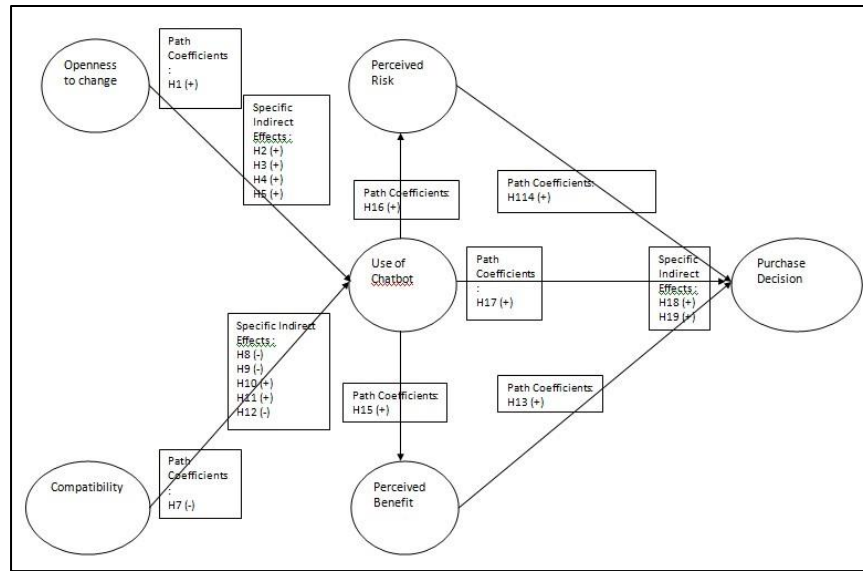 Openness
to change
Path
Coefficients
:
H1 (+)
Specific
Indirect
Effects :
H2 (+)
H3 (+)
H4 (+)
H5 (+)
Perceived
Risk
Path Coefficients:
H16 (+)
Path Coefficients:
H114 (+)
Use of
Chatbot
Path
Coefficients
:
H17 (+)
Specific
Indirect
Effects :
H18 (+)
H19 (+)
Purchase
Decision
Specific Indirect
Effects :
H8 (-)
H9 (-)
H10 (+)
H11 (+)
H12 (-)
Path Coefficients:
H15 (+)
Path Coefficients:
H13 (+)
Compatibility
Path
Coefficients
:
H7 (-)
Perceived
Benefit